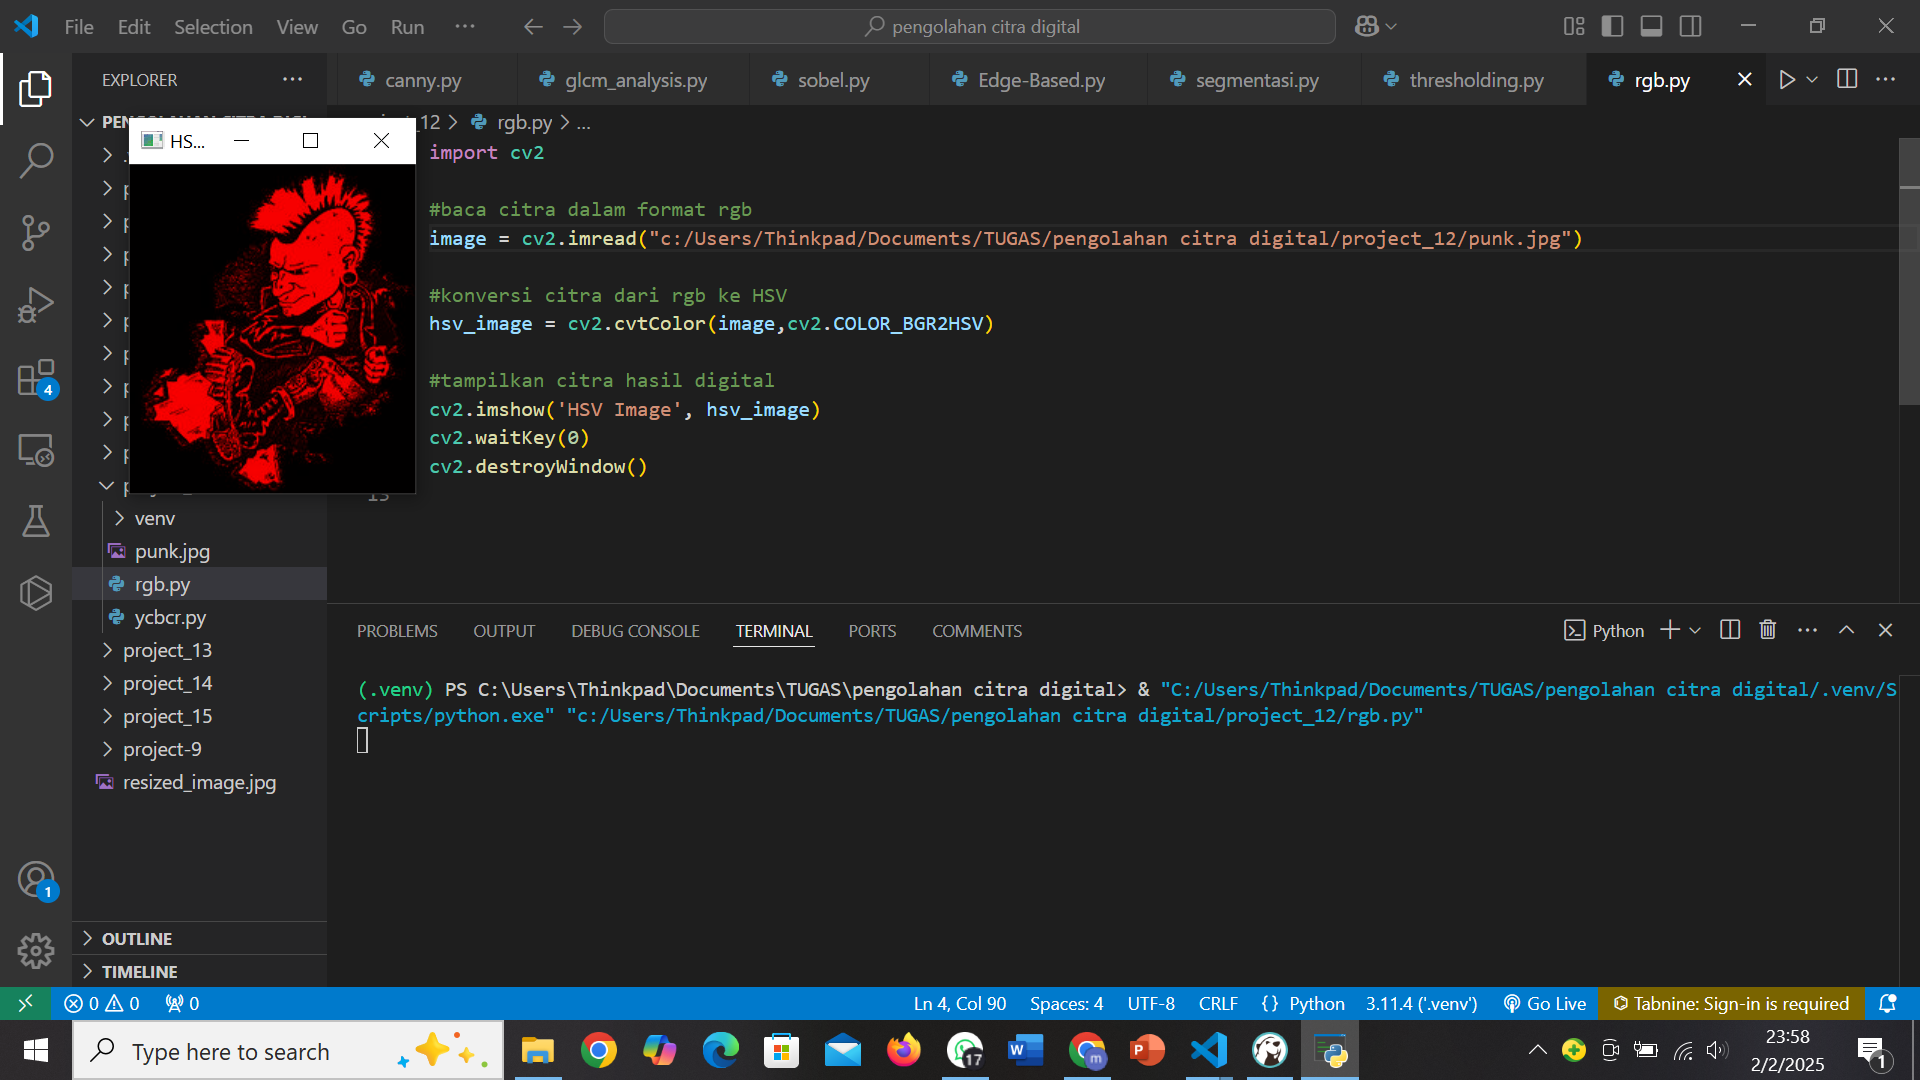 File Edit Selection View Go Run ···
pengolahan citra digital
EXPLORER ···
canny.py glcm_analysis.py sobel.py Edge-Based.py segmentasi.py thresholding.py rgb.py
_12 > rgb.py > ...
HS...
import cv2
#baca citra dalam format rgb
image = cv2.imread("c:/Users/Thinkpad/Documents/TUGAS/pengolahan citra digital/project_12/punk.jpg")
#konversi citra dari rgb ke HSV
hsv_image = cv2.cvtColor(image,cv2.COLOR_BGR2HSV)
#tampilkan citra hasil digital
cv2.imshow('HSV Image', hsv_image)
cv2.waitKey(0)
cv2.destroyWindow()
venv
punk.jpg
rgb.py
ycbcr.py
project_13
project_14
project_15
project-9
resized_image.jpg
OUTLINE
TIMELINE
4
1
PROBLEMS OUTPUT DEBUG CONSOLE TERMINAL PORTS COMMENTS
Python
(.venv) PS C:\Users\Thinkpad\Documents\TUGAS\pengolahan citra digital> & "C:/Users/Thinkpad/Documents/TUGAS/pengolahan citra digital/.venv/S
cripts/python.exe" "c:/Users/Thinkpad/Documents/TUGAS/pengolahan citra digital/project_12/rgb.py"
0 0 0
Ln 4, Col 90 Spaces: 4 UTF-8 CRLF {} Python 3.11.4 ('.venv') Go Live Tabnine: Sign-in is required
Type here to search
17
m
23:58
2/2/2025
1